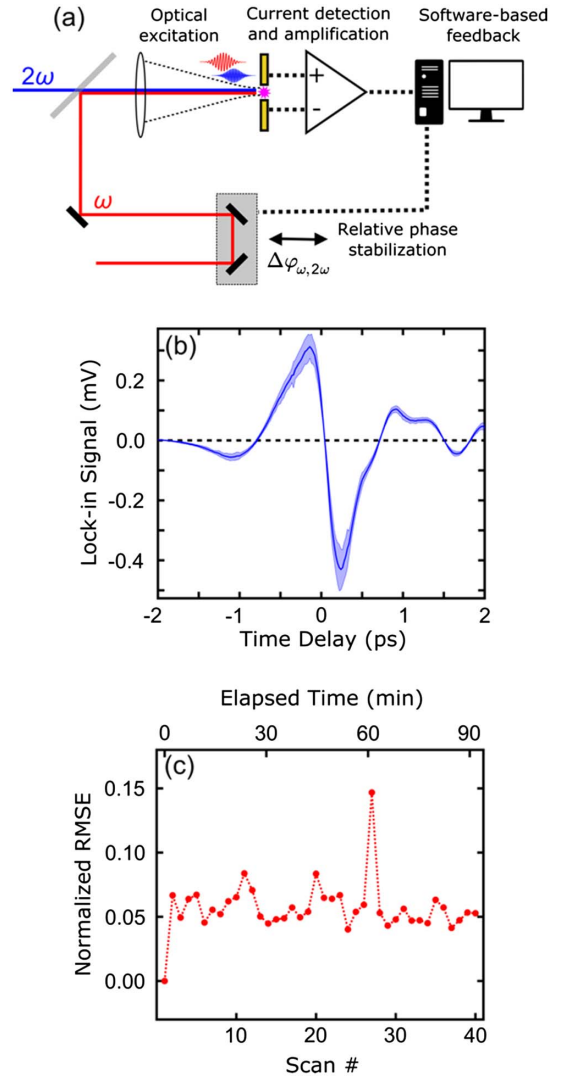 (a)
Optical
excitation
Current detection
and amplification
Software-based
feedback
2ω
+
-
ω
Δφω,2ω
Relative phase
stabilization
(b)
Lock-in Signal (mV)
0.2
0.0
-0.2
-0.4
-2 -1 0 1 2
Time Delay (ps)
Elapsed Time (min)
0 30 60 90
(c)
Normalized RMSE
0.15
0.10
0.05
0.00
10 20 30 40
Scan #